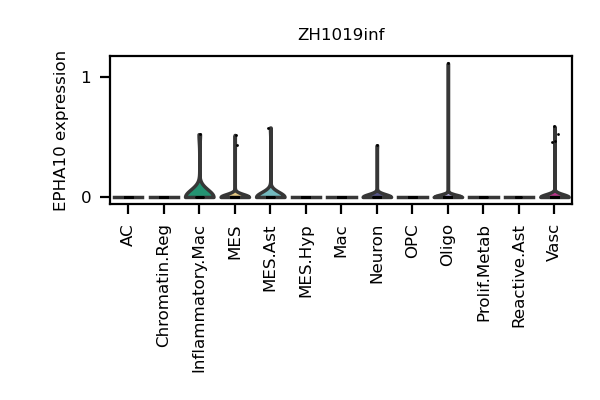 ZH1019inf
EPHA10 expression
1
0
AC
Chromatin.Reg
Inflammatory.Mac
MES
MES.Ast
MES.Hyp
Mac
Neuron
OPC
Oligo
Prolif.Metab
Reactive.Ast
Vasc